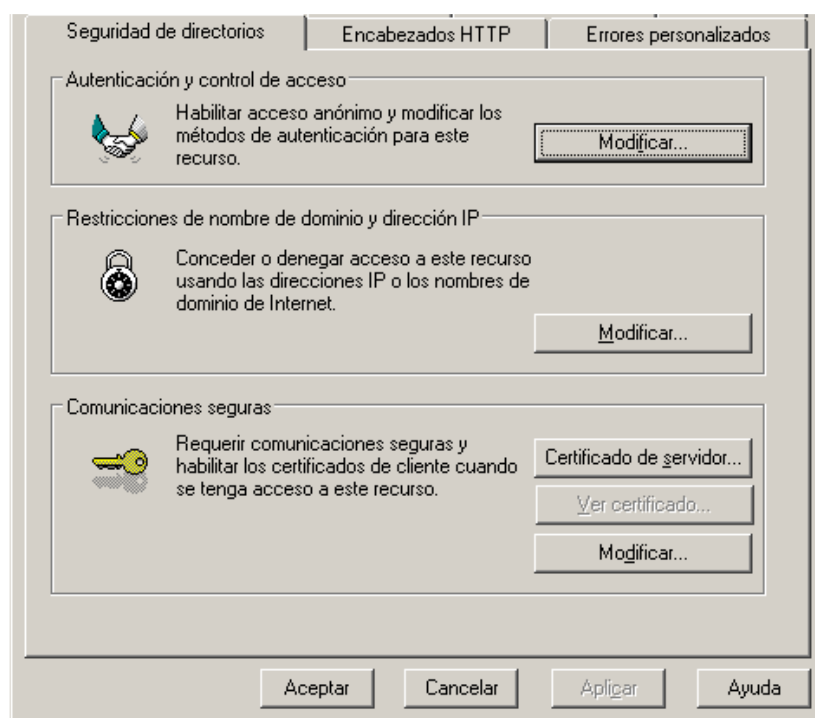 Seguridad de directorios
Encabezados HTTP
Errores personalizados
Autenticación y control de acceso
Habilitar acceso anónimo y modificar los
métodos de autenticación para este
recurso.
Modificar...
Restricciones de nombre de dominio y dirección IP
Conceder o denegar acceso a este recurso
usando las direcciones IP o los nombres de
dominio de Internet.
Modificar...
Comunicaciones seguras
Requerir comunicaciones seguras y
habilitar los certificados de cliente cuando
se tenga acceso a este recurso.
Certificado de servidor...
Ver certificado...
Modificar...
Aceptar
Cancelar
Aplicar
Ayuda